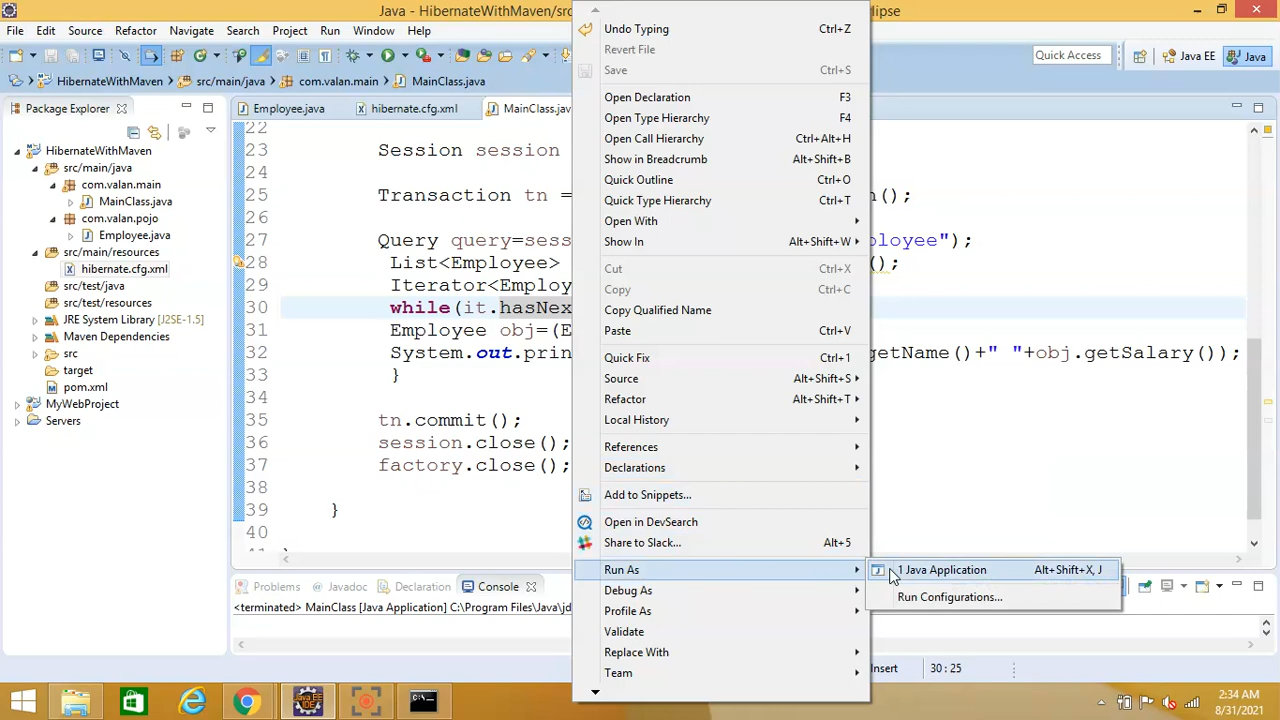 Java - HibernateWithMaven/src
lipse
File Edit Source Refactor Navigate Search Project Run Window Help
Quick Access
Java EE
Java
HibernateWithMaven
src/main/java
com.valan.main
MainClass.java
Package Explorer
HibernateWithMaven
src/main/java
com.valan.main
MainClass.java
com.valan.pojo
Employee.java
src/main/resources
hibernate.cfg.xml
src/test/java
src/test/resources
JRE System Library [J2SE-1.5]
Maven Dependencies
src
target
pom.xml
MyWebProject
Servers
Employee.java
hibernate.cfg.xml
MainClass.jav
22
23 Session session
24
25 Transaction tn = n();
26
27 Query query=sess loyee");
28 List<Employee> ();
29 Iterator<Employ
30 while(it.hasNex
31 Employee obj=(E
32 System.out.prin getName()+" "+obj.getSalary());
33 }
35 tn.commit();
36 session.close();
37 factory.close();
38
39 }
40
Undo Typing Ctrl+Z
Revert File
Save Ctrl+S
Open Declaration F3
Open Type Hierarchy F4
Open Call Hierarchy Ctrl+Alt+H
Show in Breadcrumb Alt+Shift+B
Quick Outline Ctrl+O
Quick Type Hierarchy Ctrl+T
Open With
Show In Alt+Shift+W
Cut Ctrl+X
Copy Ctrl+C
Copy Qualified Name
Paste Ctrl+V
Quick Fix Ctrl+1
Source Alt+Shift+S
Refactor Alt+Shift+T
Local History
References
Declarations
Add to Snippets...
Open in DevSearch
Share to Slack... Alt+5
Run As
Debug As
Profile As
Validate
Replace With
Team
1 Java Application Alt+Shift+X, J
Run Configurations...
Problems
Javadoc
Declaration
Console
<terminated> MainClass [Java Application] C:\Program Files\Java\jd
Insert
30 : 25
Java EE
IDE
2:34 AM
8/31/2021